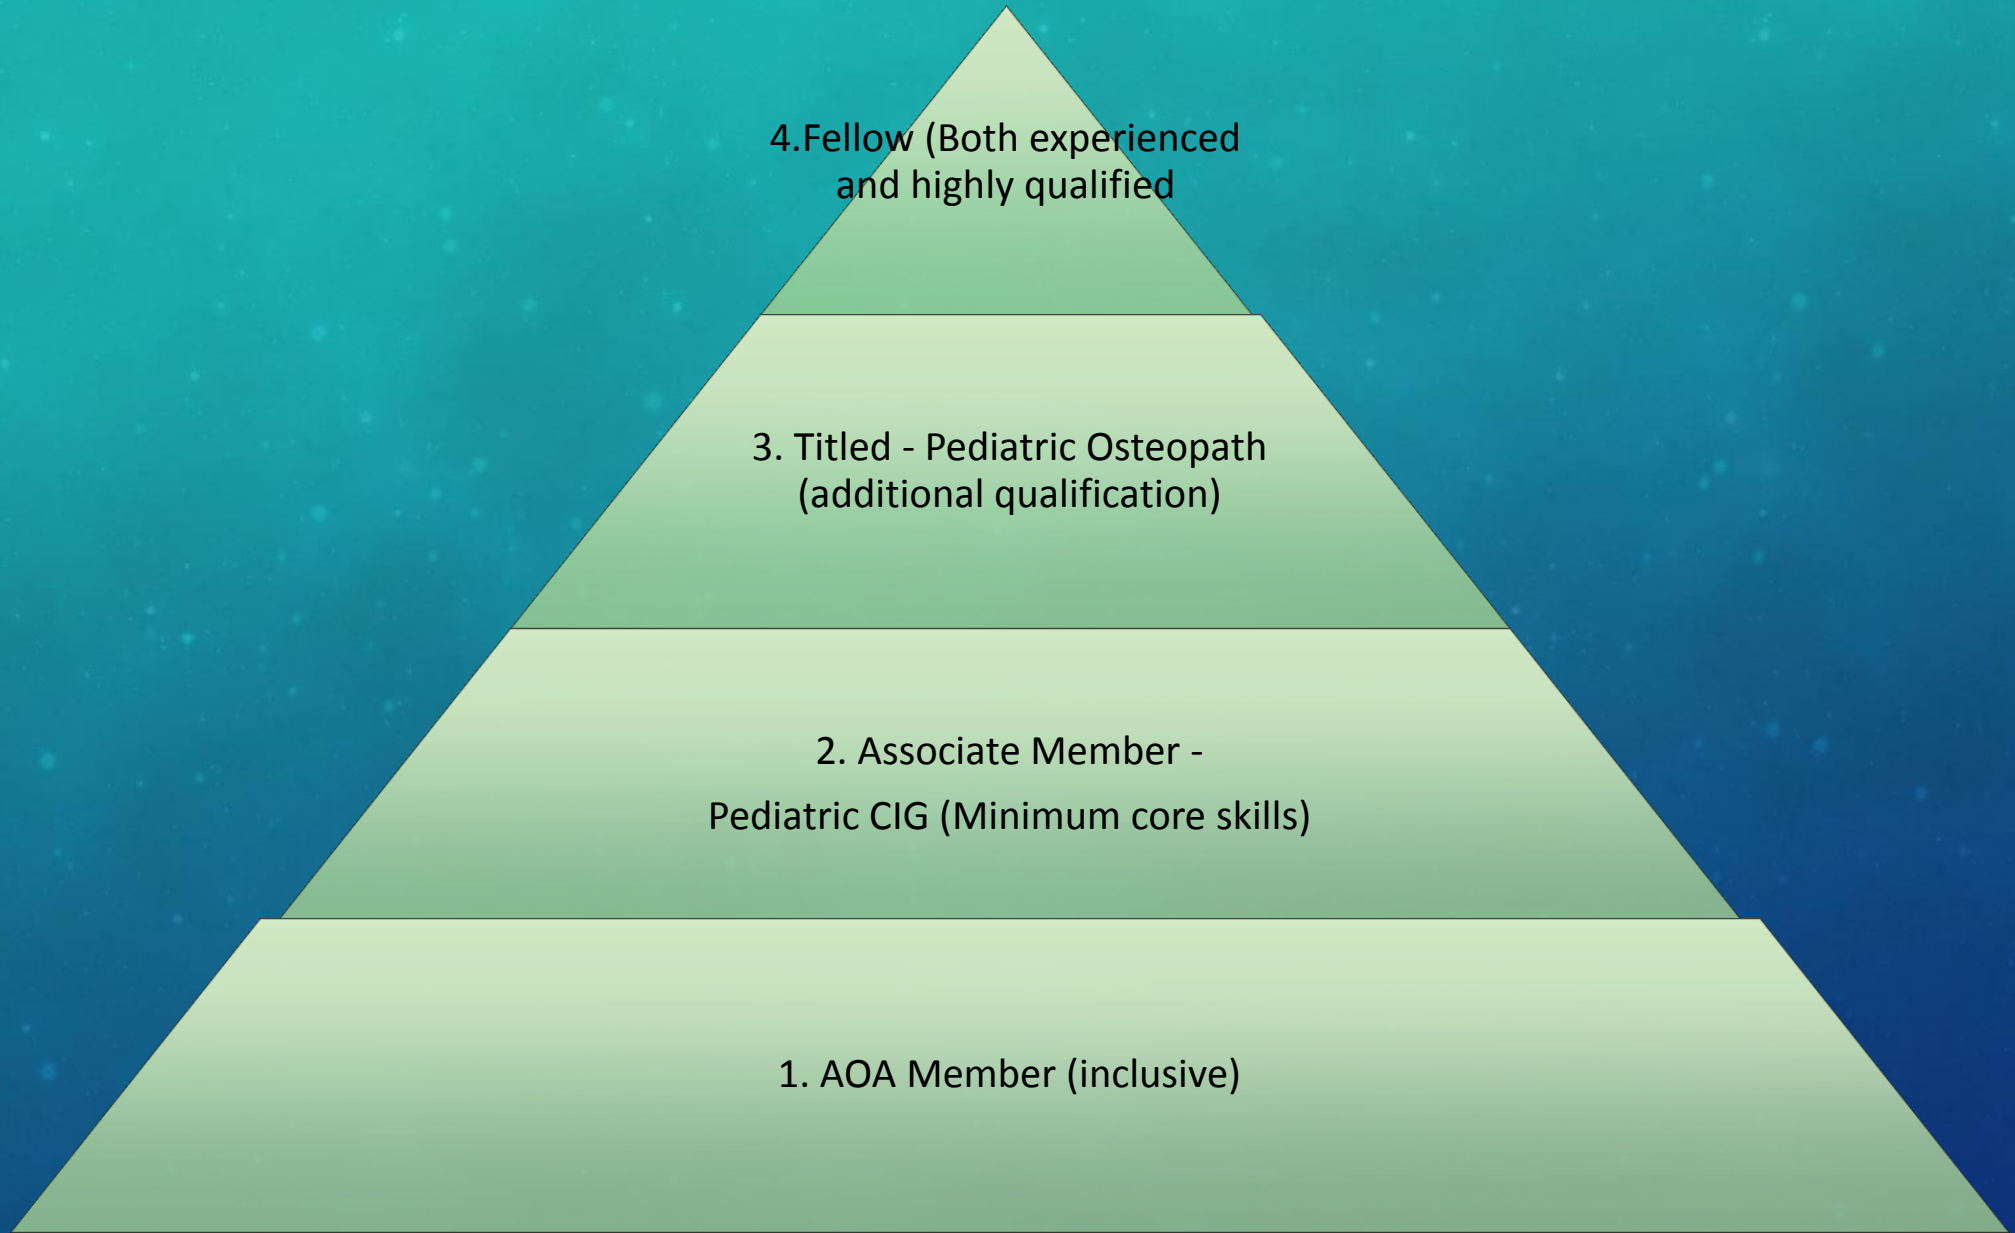 4.Fellow (Both experienced
and highly qualified
3. Titled - Pediatric Osteopath
(additional qualification)
2. Associate Member -
Pediatric CIG (Minimum core skills)
1. AOA Member (inclusive)